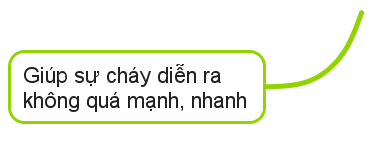 Giúp sự cháy diễn ra
không quá mạnh, nhanh